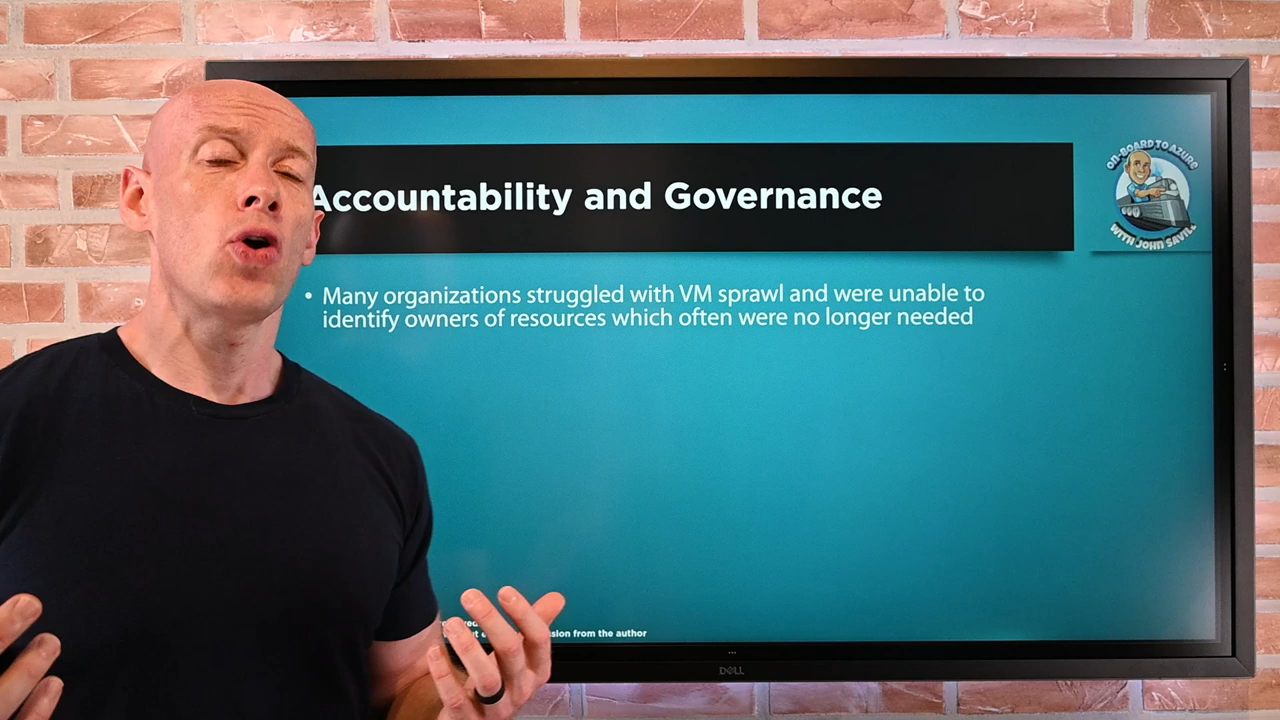 Accountability and Governance
ON-BOARD TO AZURE
WITH JOHN SAVILL
• Many organizations struggled with VM sprawl and were unable to
identify owners of resources which often were no longer needed
from the author
DELL